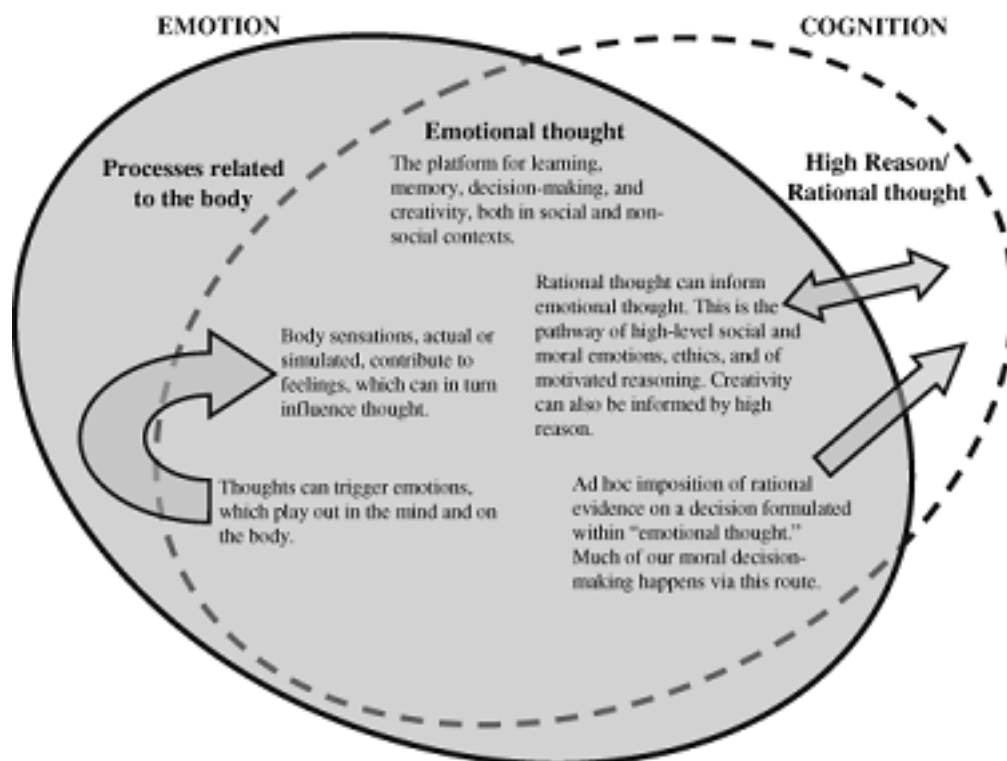 EMOTION
COGNITION
Emotional thought
The platform for learning,
memory, decision-making, and
creativity, both in social and non-
social contexts.
Processes related
to the body
High Reason/
Rational thought
Rational thought can inform
emotional thought. This is the
pathway of high-level social and
moral emotions, ethics, and of
motivated reasoning. Creativity
can also be informed by high
reason.
Body sensations, actual or
simulated, contribute to
feelings, which can in turn
influence thought.
Thoughts can trigger emotions,
which play out in the mind and on
the body.
Ad hoc imposition of rational
evidence on a decision formulated
within “emotional thought.”
Much of our moral decision-
making happens via this route.